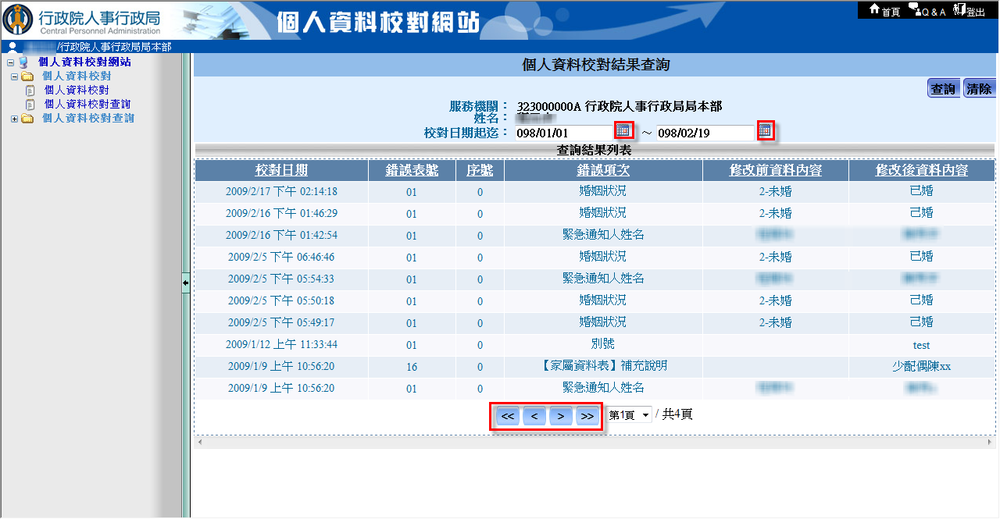 行政院人事行政局
Central Personnel Administration
個人資料校對網站
首頁 Q & A 登出
/行政院人事行政局局本部
個人資料校對網站
個人資料校對
個人資料校對
個人資料校對查詢
個人資料校對查詢
個人資料校對結果查詢
查詢 清除
服務機關： 323000000A 行政院人事行政局局本部
姓名：
校對日期起迄： 098/01/01 ～ 098/02/19
查詢結果列表
校對日期 錯誤表號 序號 錯誤項次 修改前資料內容 修改後資料內容
2009/2/17 下午 02:14:18 01 0 婚姻狀況 2-未婚 已婚
2009/2/16 下午 01:46:29 01 0 婚姻狀況 2-未婚 己婚
2009/2/16 下午 01:42:54 01 0 緊急通知人姓名
2009/2/5 下午 06:46:46 01 0 婚姻狀況 2-未婚 已婚
2009/2/5 下午 05:54:33 01 0 緊急通知人姓名
2009/2/5 下午 05:50:18 01 0 婚姻狀況 2-未婚 己婚
2009/2/5 下午 05:49:17 01 0 婚姻狀況 2-未婚 己婚
2009/1/12 上午 11:33:44 01 0 別號 test
2009/1/9 上午 10:56:20 16 0 【家屬資料表】補充說明 少配偶陳xx
2009/1/9 上午 10:56:20 01 0 緊急通知人姓名
<< < > >> 第1頁 / 共4頁